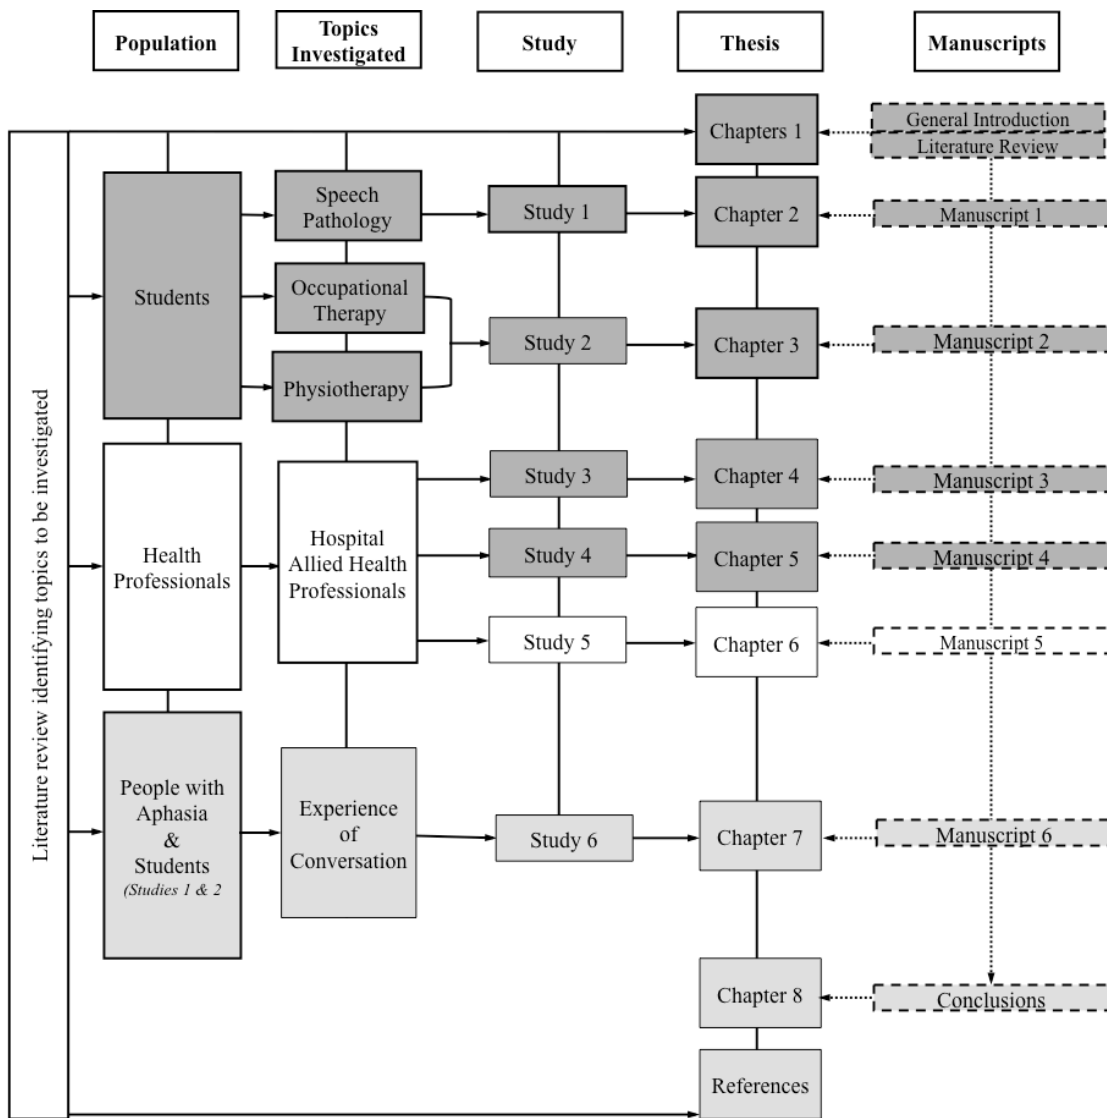 Population
Topics
Investigated
Study
Thesis
Manuscripts
Literature review identifying topics to be investigated
Chapters 1
General Introduction
Literature Review
Students
Speech
Pathology
Study 1
Chapter 2
Manuscript 1
Occupational
Therapy
Physiotherapy
Study 2
Chapter 3
Manuscript 2
Health
Professionals
Hospital
Allied Health
Professionals
Study 3
Chapter 4
Manuscript 3
Study 4
Chapter 5
Manuscript 4
Study 5
Chapter 6
Manuscript 5
People with
Aphasia
&
Students
(Studies 1 & 2
Experience
of
Conversation
Study 6
Chapter 7
Manuscript 6
Chapter 8
Conclusions
References